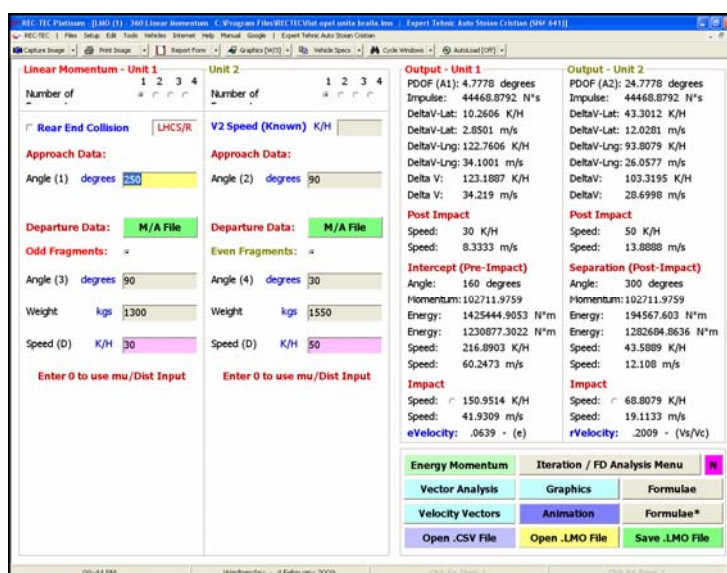 REC-TEC Platinum - [LMO (1) - 360 Linear Momentum C:\Program Files\RECTEC\fiat opel unita braila.lmo | Expert Tehnic Auto Stoian Cristian (SN# 641)]
REC-TEC | Files Setup Edit Tools Vehicles Internet Help Manual Google | Expert Tehnic Auto Stoian Cristian
Capture Image Print Image Report Form Graphics [W/3] Vehicle Specs Cycle Windows AutoLoad [OFF]
Linear Momentum - Unit 1
1 2 3 4
Number of
Rear End Collision LHCS/R
Approach Data:
Angle (1) degrees 250
Departure Data: M/A File
Odd Fragments:
Angle (3) degrees 90
Weight kgs 1300
Speed (D) K/H 30
Enter 0 to use mu/Dist Input
Unit 2
1 2 3 4
Number of
V2 Speed (Known) K/H
Approach Data:
Angle (2) degrees 90
Departure Data: M/A File
Even Fragments:
Angle (4) degrees 30
Weight kgs 1550
Speed (D) K/H 50
Enter 0 to use mu/Dist Input
Output - Unit 1
PDOF (A1): 4.7778 degrees
Impulse: 44468.8792 N*s
DeltaV-Lat: 10.2606 K/H
DeltaV-Lat: 2.8501 m/s
DeltaV-Lng: 122.7606 K/H
DeltaV-Lng: 34.1001 m/s
Delta V: 123.1887 K/H
Delta V: 34.219 m/s
Post Impact
Speed: 30 K/H
Speed: 8.3333 m/s
Intercept (Pre-Impact)
Angle: 160 degrees
Momentum: 102711.9759
Energy: 1425444.9053 N*m
Energy: 1230877.3022 N*m
Speed: 216.8903 K/H
Speed: 60.2473 m/s
Impact
Speed: 150.9514 K/H
Speed: 41.9309 m/s
eVelocity: .0639 - (e)
Output - Unit 2
PDOF (A2): 24.7778 degrees
Impulse: 44468.8792 N*s
DeltaV-Lat: 43.3012 K/H
DeltaV-Lat: 12.0281 m/s
DeltaV-Lng: 93.8079 K/H
DeltaV-Lng: 26.0577 m/s
DeltaV: 103.3195 K/H
DeltaV: 28.6998 m/s
Post Impact
Speed: 50 K/H
Speed: 13.8888 m/s
Separation (Post-Impact)
Angle: 300 degrees
Momentum: 102711.9759
Energy: 194567.603 N*m
Energy: 1282684.8636 N*m
Speed: 43.5889 K/H
Speed: 12.108 m/s
Impact
Speed: 68.8079 K/H
Speed: 19.1133 m/s
rVelocity: .2009 - (Vs/Vc)
Energy Momentum Iteration / FD Analysis Menu N
Vector Analysis Graphics Formulae
Velocity Vectors Animation Formulae*
Open .CSV File Open .LMO File Save .LMO File
09:44 PM Wednesday - 4 February 2009